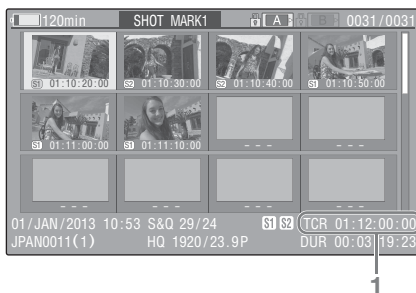 120min SHOT MARK1 A B 0031/0031
S1 01:10:20:00 S2 01:10:30:00 S2 01:10:40:00 S1 01:10:50:00
S1 01:11:00:00 S1 01:11:10:00 - - - - - -
- - - - - - - - - - - -
01/JAN/2013 10:53 S&Q 29/24 S1 S2 TCR 01:12:00:00
JPAN0011(1) HQ 1920/23.9P DUR 00:03:19:23
1